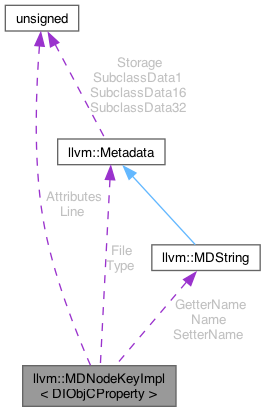 unsigned
Storage
SubclassData1
SubclassData16
SubclassData32
llvm::Metadata
Attributes
Line
File
Type
llvm::MDString
GetterName
Name
SetterName
llvm::MDNodeKeyImpl
< DIObjCProperty >